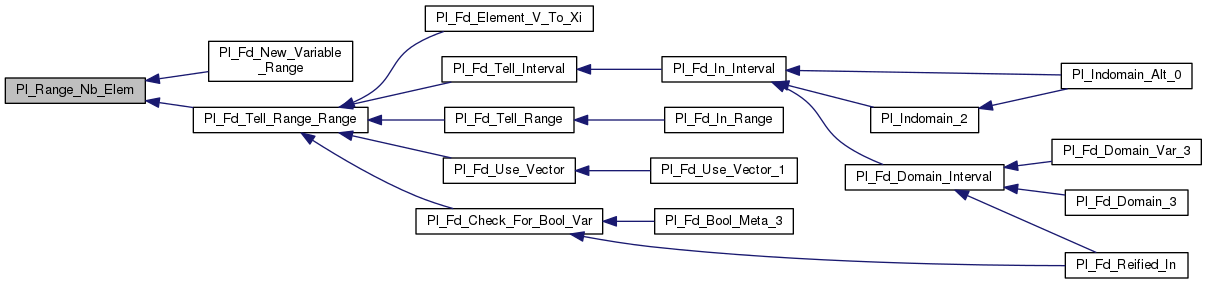 Pl_Range_Nb_Elem
Pl_Fd_New_Variable
_Range
Pl_Fd_Tell_Range_Range
Pl_Fd_Element_V_To_Xi
Pl_Fd_Tell_Interval
Pl_Fd_Tell_Range
Pl_Fd_Use_Vector
Pl_Fd_Check_For_Bool_Var
Pl_Fd_In_Interval
Pl_Fd_In_Range
Pl_Fd_Use_Vector_1
Pl_Fd_Bool_Meta_3
Pl_Indomain_2
Pl_Fd_Domain_Interval
Pl_Indomain_Alt_0
Pl_Fd_Domain_Var_3
Pl_Fd_Domain_3
Pl_Fd_Reified_In